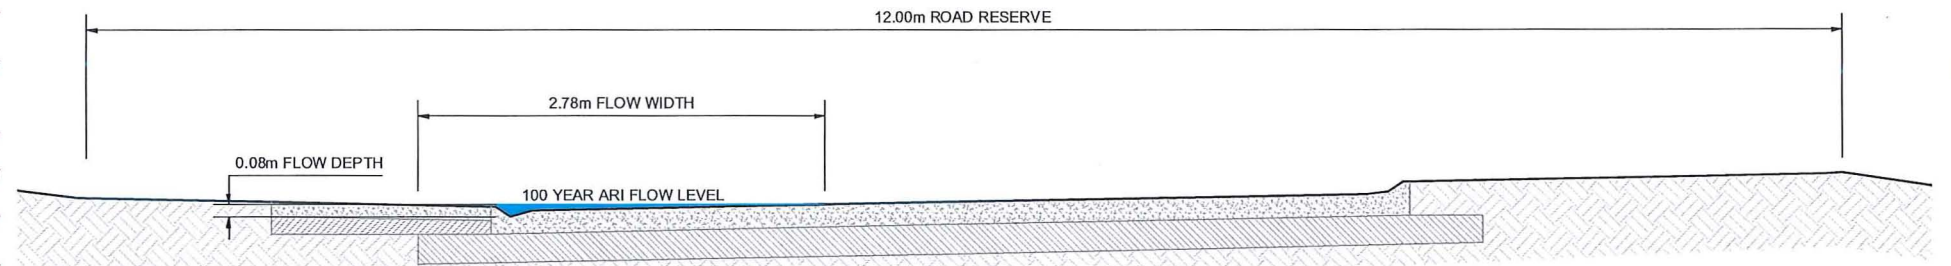 12.00m ROAD RESERVE
2.78m FLOW WIDTH
0.08m FLOW DEPTH
100 YEAR ARI FLOW LEVEL